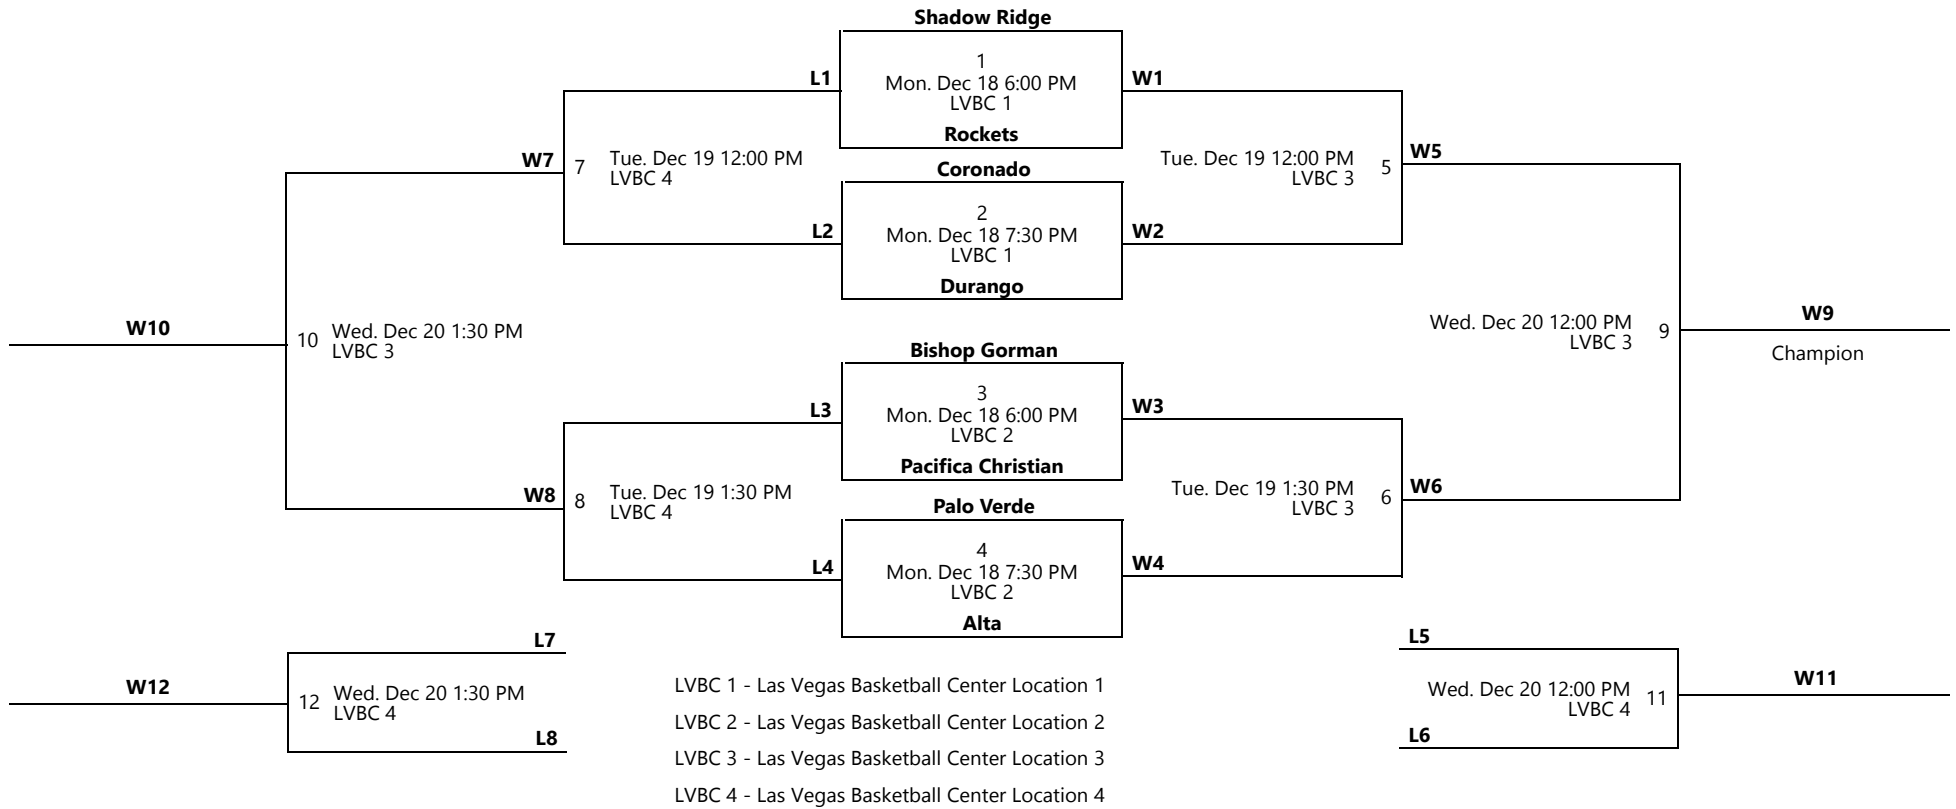 Shadow Ridge
1
Mon. Dec 18 6:00 PM
LVBC 1
Rockets
L1
W1
W7
7
Tue. Dec 19 12:00 PM
LVBC 4
Tue. Dec 19 12:00 PM
LVBC 3
5
W5
Coronado
2
Mon. Dec 18 7:30 PM
LVBC 1
Durango
L2
W2
W10
10
Wed. Dec 20 1:30 PM
LVBC 3
Wed. Dec 20 12:00 PM
LVBC 3
9
W9
Champion
Bishop Gorman
3
Mon. Dec 18 6:00 PM
LVBC 2
Pacifica Christian
L3
W3
W8
8
Tue. Dec 19 1:30 PM
LVBC 4
Tue. Dec 19 1:30 PM
LVBC 3
6
W6
Palo Verde
4
Mon. Dec 18 7:30 PM
LVBC 2
Alta
L4
W4
L7
W12
12
Wed. Dec 20 1:30 PM
LVBC 4
L8
L5
Wed. Dec 20 12:00 PM
LVBC 4
11
W11
L6
LVBC 1 - Las Vegas Basketball Center Location 1
LVBC 2 - Las Vegas Basketball Center Location 2
LVBC 3 - Las Vegas Basketball Center Location 3
LVBC 4 - Las Vegas Basketball Center Location 4